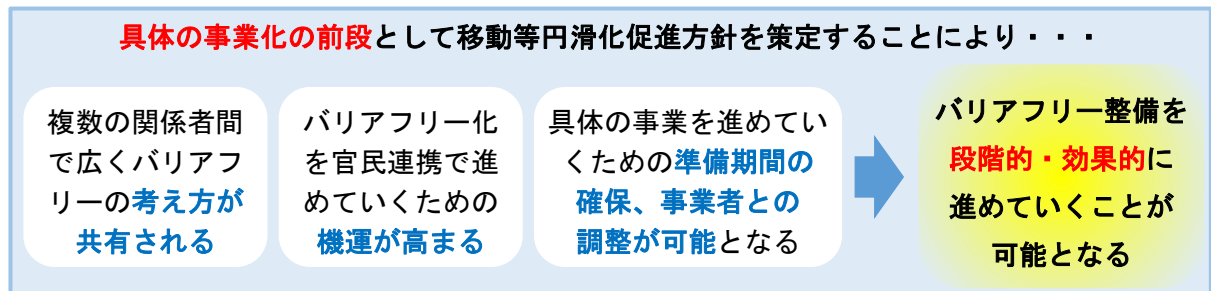 具体の事業化の前段として移動等円滑化促進方針を策定することにより・・・
複数の関係者間
で広くバリアフ
リーの考え方が
共有される
バリアフリー化
を官民連携で進
めていくための
機運が高まる
具体の事業を進めてい
くための準備期間の
確保、事業者との
調整が可能となる
バリアフリー整備を
段階的・効果的に
進めていくことが
可能となる